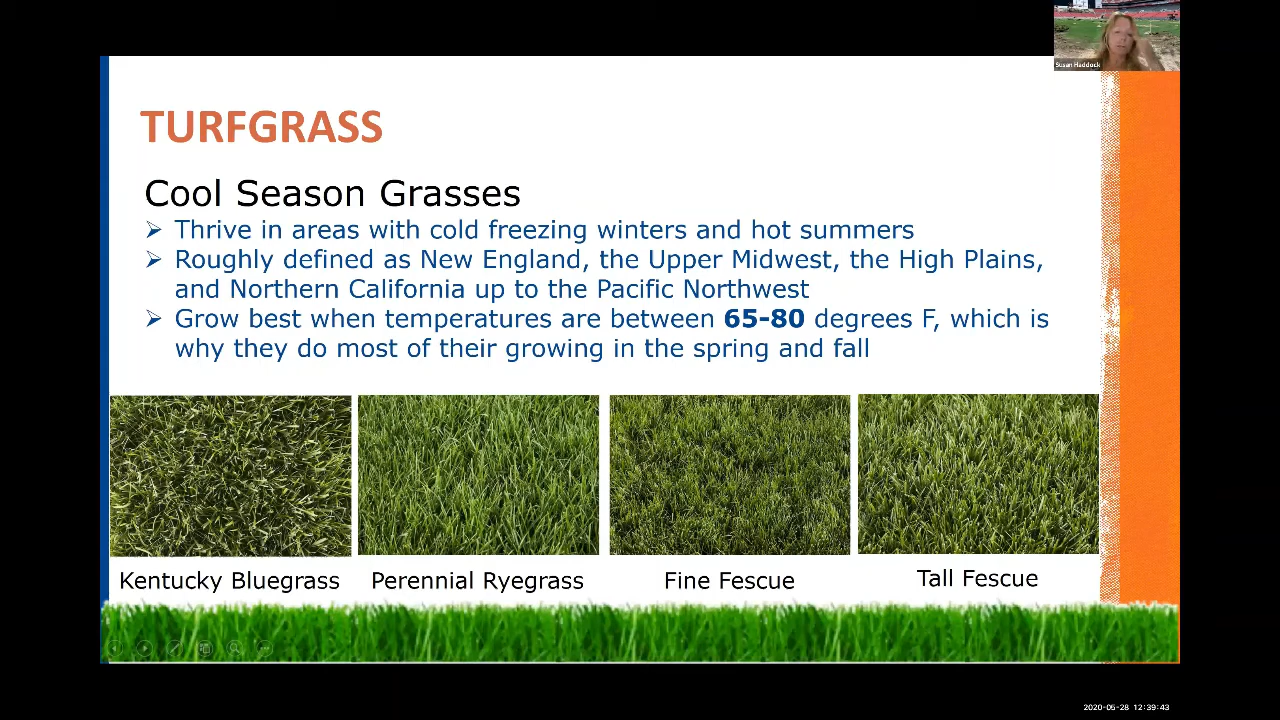 Susan Haddock
TURFGRASS
Cool Season Grasses
➢ Thrive in areas with cold freezing winters and hot summers
➢ Roughly defined as New England, the Upper Midwest, the High Plains,
and Northern California up to the Pacific Northwest
➢ Grow best when temperatures are between 65-80 degrees F, which is
why they do most of their growing in the spring and fall
Kentucky Bluegrass
Perennial Ryegrass
Fine Fescue
Tall Fescue
2020-05-28 12:39:43